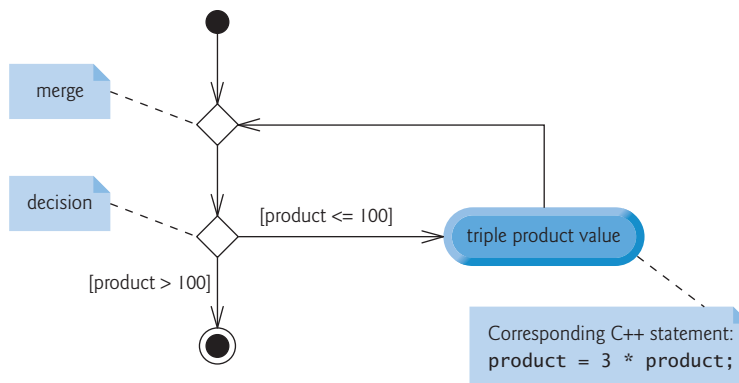 merge
decision
[product <= 100]
triple product value
[product > 100]
Corresponding C++ statement:
product = 3 * product;